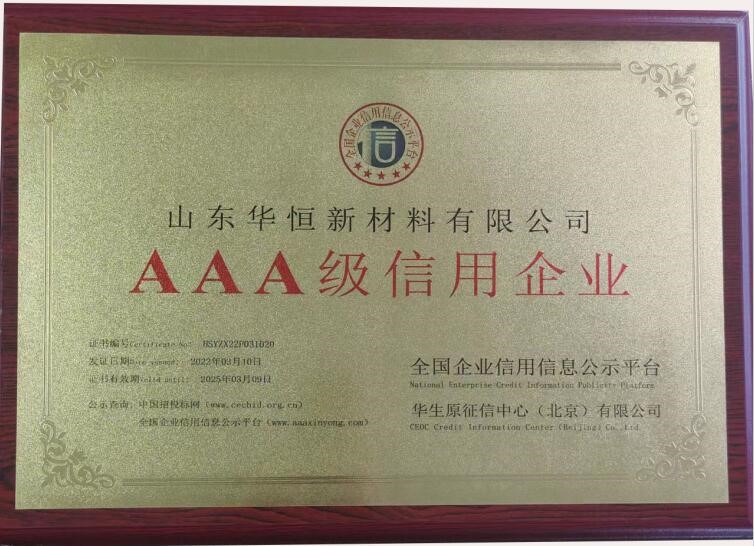 全国企业信用信息公示平台
信
山东华恒新材料有限公司
AAA级信用企业
证书编号Certificate No: HSYZX22P031020
发证日期Date issued: 2022年03月10日
证书有效期Valid until: 2025年03月09日
公示查询: 中国招投标网（www.cecbid.org.cn）
全国企业信用信息公示平台（www.aaaxinyong.com）
全国企业信用信息公示平台
National Enterprise Credit Information Publicity Platform
华生原征信中心（北京）有限公司
CEOC Credit Information Center (Beijing) Co.,Ltd.